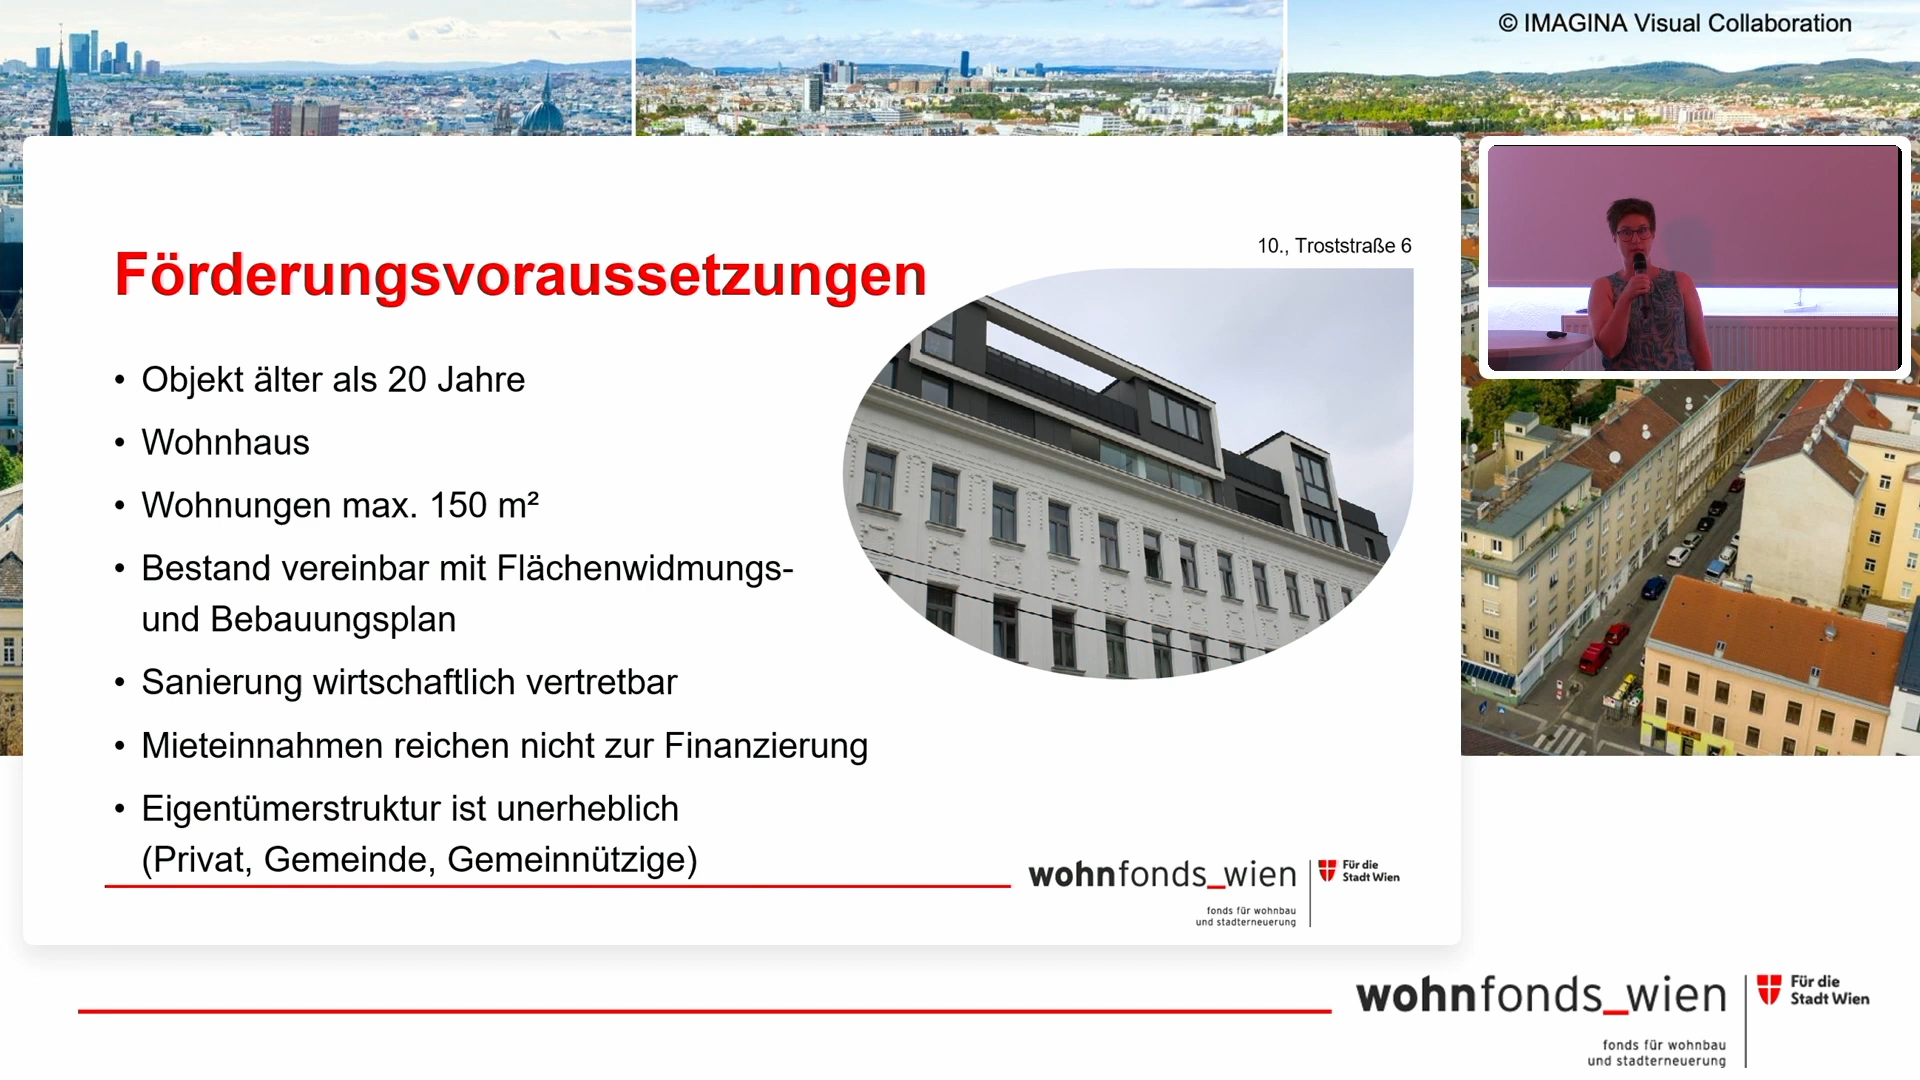 © IMAGINA Visual Collaboration
10., Troststraße 6
Förderungsvoraussetzungen
• Objekt älter als 20 Jahre
• Wohnhaus
• Wohnungen max. 150 m²
• Bestand vereinbar mit Flächenwidmungs-
und Bebauungsplan
• Sanierung wirtschaftlich vertretbar
• Mieteinnahmen reichen nicht zur Finanzierung
• Eigentümerstruktur ist unerheblich
(Privat, Gemeinde, Gemeinnützige)
wohnfonds_wien
fonds für wohnbau
und stadterneuerung
Für die
Stadt Wien
wohnfonds_wien
fonds für wohnbau
und stadterneuerung
Für die
Stadt Wien